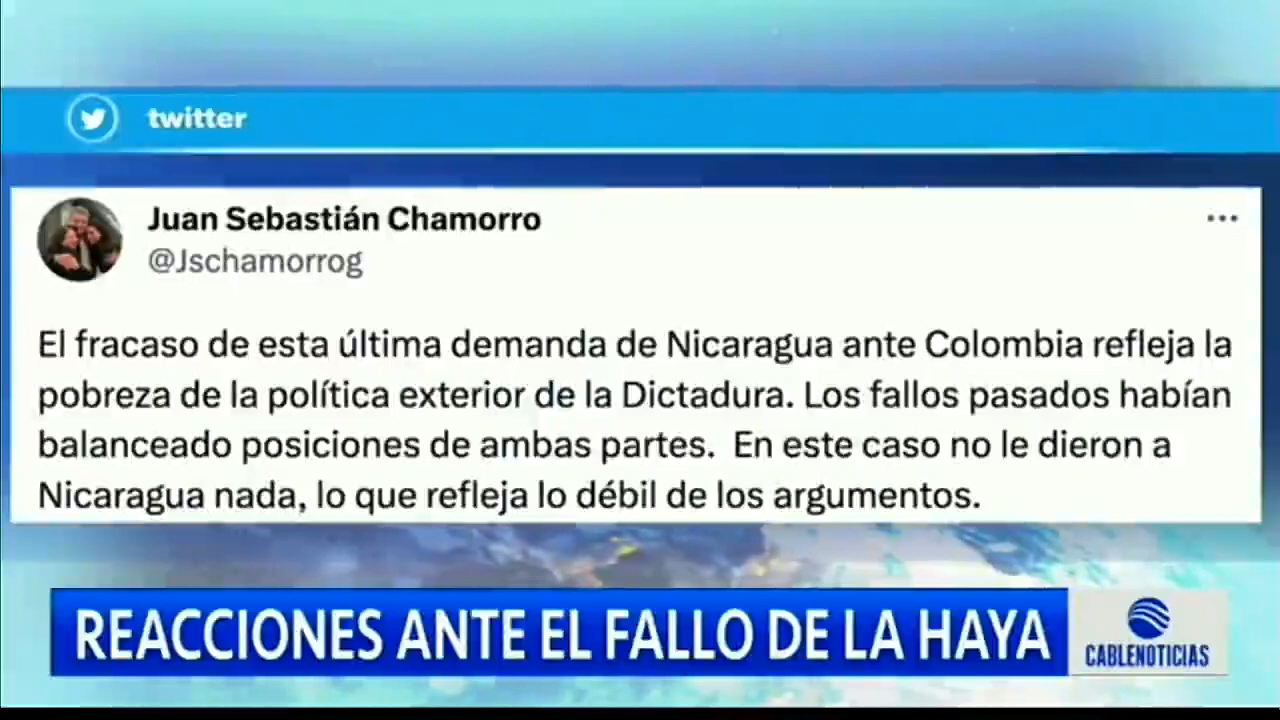 twitter
Juan Sebastián Chamorro
@Jschamorrog
El fracaso de esta última demanda de Nicaragua ante Colombia refleja la
pobreza de la política exterior de la Dictadura. Los fallos pasados habían
balanceado posiciones de ambas partes.  En este caso no le dieron a
Nicaragua nada, lo que refleja lo débil de los argumentos.
REACCIONES ANTE EL FALLO DE LA HAYA
CABLENOTICIAS